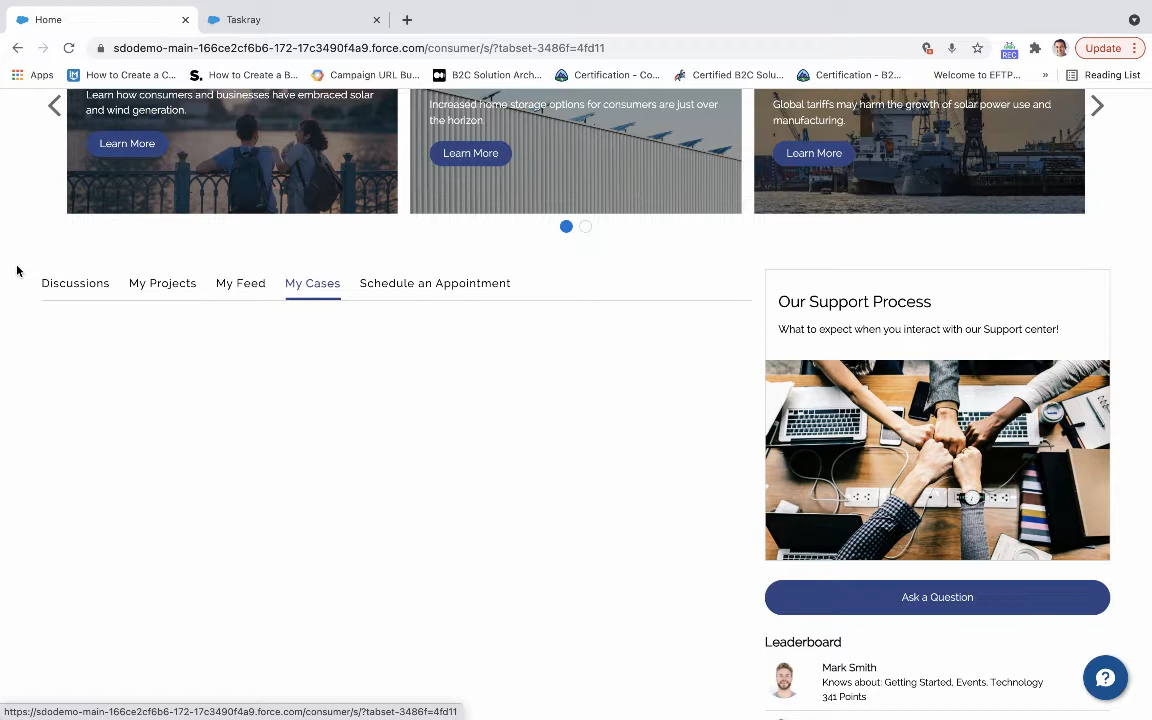 Home
Taskray
sdodemo-main-166ce2cf6b6-172-17c3490f4a9.force.com/consumer/s/?tabset-3486f=4fd11
REC
Update
Apps
How to Create a C...
How to Create a B...
Campaign URL Bu...
B2C Solution Arch...
Certification - Co...
Certified B2C Solu...
Certification - B2...
Welcome to EFTP...
»
Reading List
Learn how consumers and businesses have embraced solar
and wind generation.
Learn More
Increased home storage options for consumers are just over
the horizon.
Learn More
Global tariffs may harm the growth of solar power use and
manufacturing.
Learn More
Discussions
My Projects
My Feed
My Cases
Schedule an Appointment
Our Support Process
What to expect when you interact with our Support center!
Ask a Question
Leaderboard
Mark Smith
Knows about: Getting Started, Events, Technology
341 Points
https://sdodemo-main-166ce2cf6b6-172-17c3490f4a9.force.com/consumer/s/?tabset-3486f=4fd11